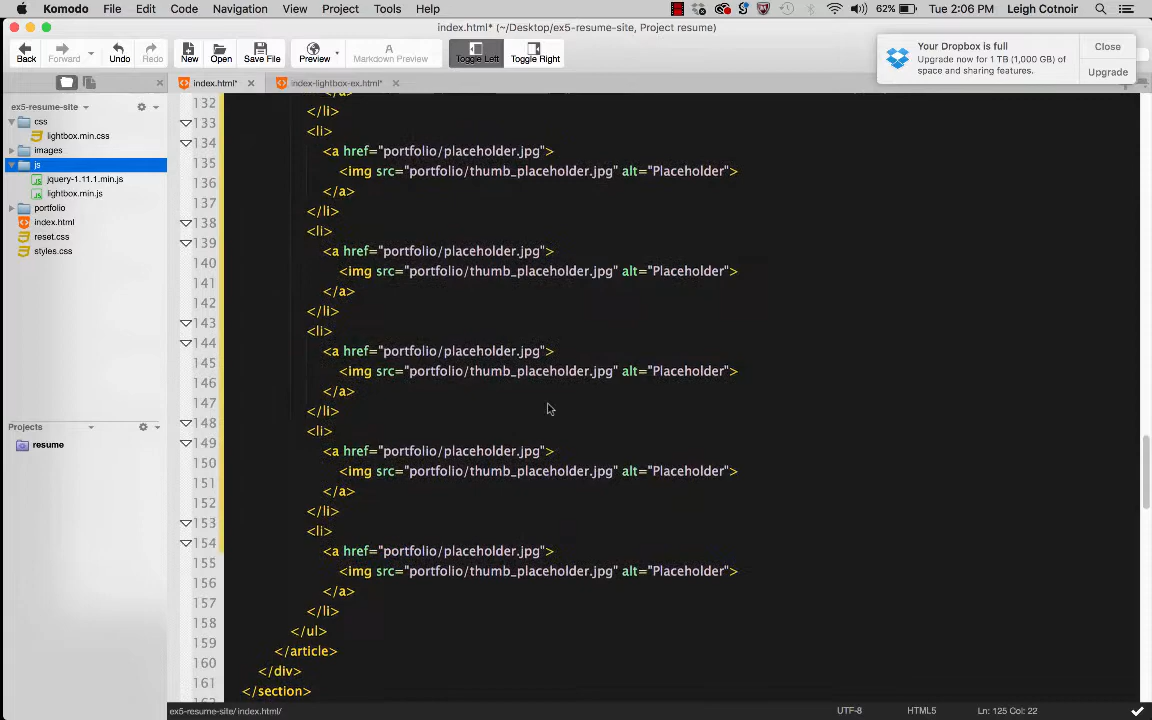 Komodo File Edit Code Navigation View Project Tools Help 62% Tue 2:06 PM Leigh Cotnoir
index.html* (~/Desktop/ex5-resume-site, Project resume)
Back Forward Undo Redo New Open Save File Preview Markdown Preview Toggle Left Toggle Right
Your Dropbox is full
Upgrade now for 1 TB (1,000 GB) of
space and sharing features.
Close
Upgrade
index.html* index-lightbox-ex.html*
ex5-resume-site
css
lightbox.min.css
images
js
jquery-1.11.1.min.js
lightbox.min.js
portfolio
index.html
reset.css
styles.css
Projects
resume
132 </li>
133 <li>
134 <a href="portfolio/placeholder.jpg">
135 <img src="portfolio/thumb_placeholder.jpg" alt="Placeholder">
136 </a>
137 </li>
138 <li>
139 <a href="portfolio/placeholder.jpg">
140 <img src="portfolio/thumb_placeholder.jpg" alt="Placeholder">
141 </a>
142 </li>
143 <li>
144 <a href="portfolio/placeholder.jpg">
145 <img src="portfolio/thumb_placeholder.jpg" alt="Placeholder">
146 </a>
147 </li>
148 <li>
149 <a href="portfolio/placeholder.jpg">
150 <img src="portfolio/thumb_placeholder.jpg" alt="Placeholder">
151 </a>
152 </li>
153 <li>
154 <a href="portfolio/placeholder.jpg">
155 <img src="portfolio/thumb_placeholder.jpg" alt="Placeholder">
156 </a>
157 </li>
158 </ul>
159 </article>
160 </div>
161 </section>
ex5-resume-site/index.html/
UTF-8 HTML5 Ln: 125 Col: 22